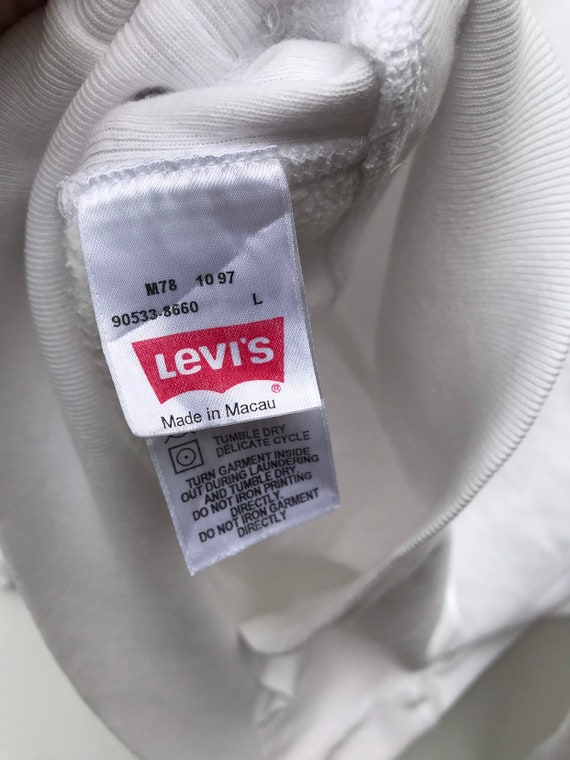 M78 10 97
90533-8660 L
Levi's
®
Made in Macau
TUMBLE DRY
DELICATE CYCLE
TURN GARMENT INSIDE
OUT DURING LAUNDERING
AND TUMBLE DRY.
DO NOT IRON PRINTING
DIRECTLY.
DO NOT IRON GARMENT
DIRECTLY